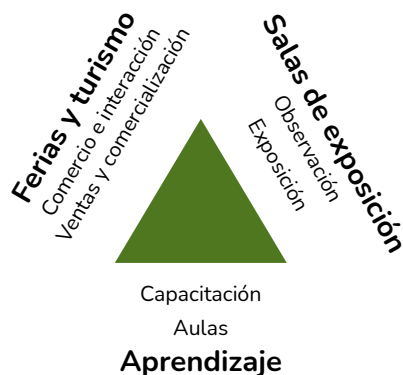 Ferias y turismo
Comercio e interacción
Ventas y comercialización
Salas de exposición
Observación
Exposición
Capacitación
Aulas
Aprendizaje